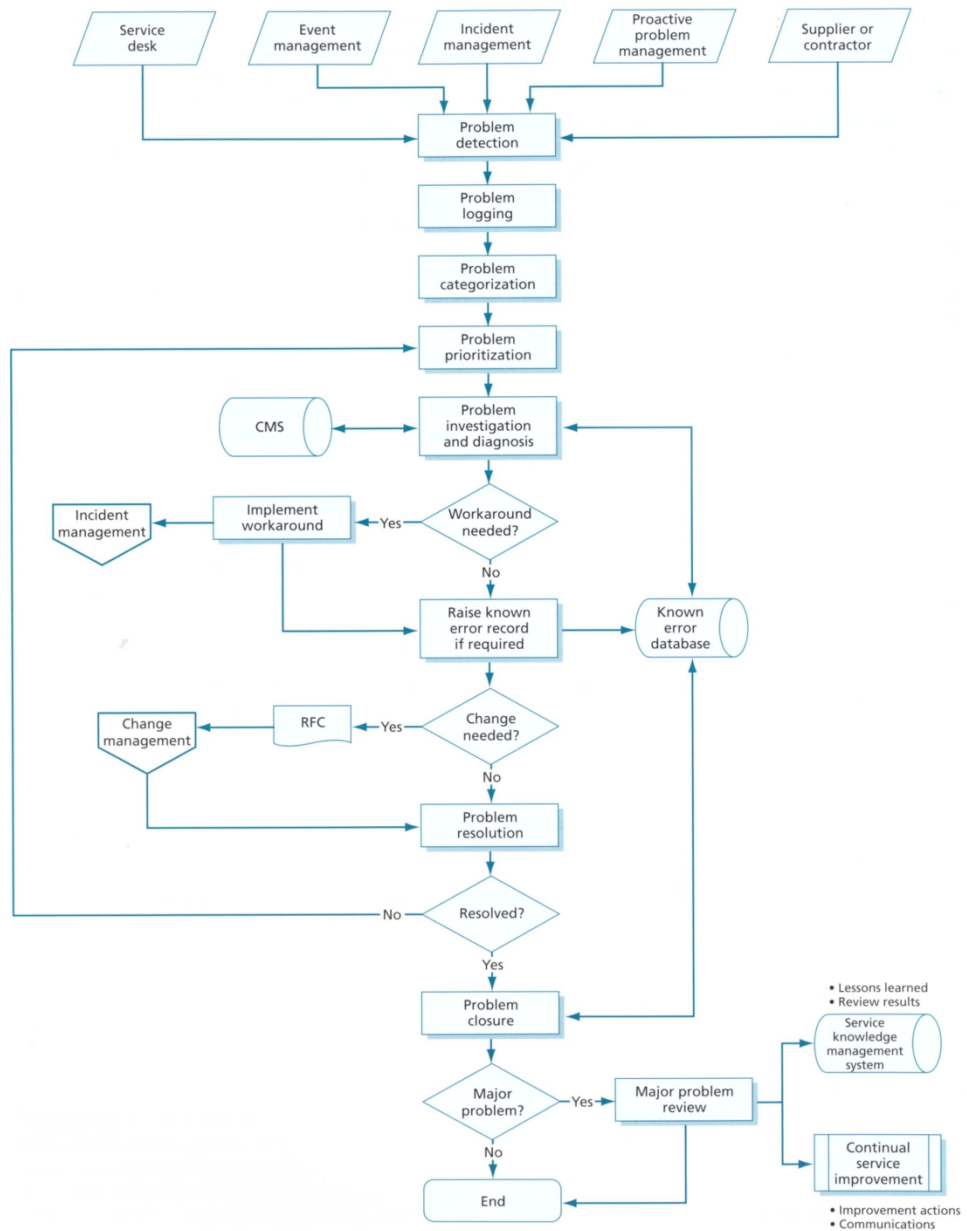 Service
desk
Event
management
Incident
management
Proactive
problem
management
Supplier or
contractor
Problem
detection
Problem
logging
Problem
categorization
Problem
prioritization
CMS
Problem
investigation
and diagnosis
Incident
management
Implement
workaround
Yes
Workaround
needed?
No
Raise known
error record
if required
Known
error
database
Change
management
RFC
Yes
Change
needed?
No
Problem
resolution
No
Resolved?
Yes
Problem
closure
• Lessons learned
• Review results
Service
knowledge
management
system
Major
problem?
Yes
Major problem
review
No
Continual
service
improvement
End
• Improvement actions
• Communications